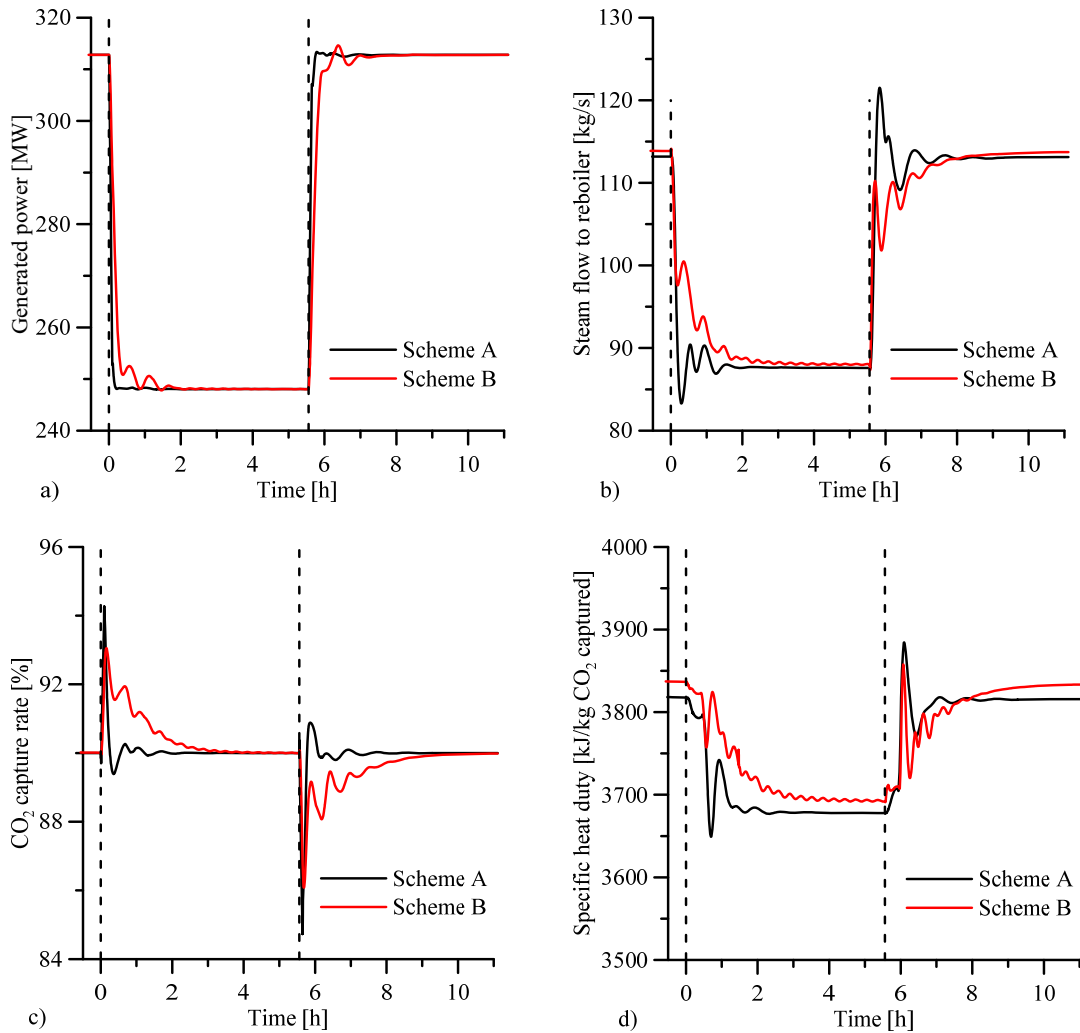 Generated power [MW]
320
300
280
260
240
0 2 4 6 8 10
Time [h]
Scheme A
Scheme B
a)
Steam flow to reboiler [kg/s]
130
120
110
100
90
80
0 2 4 6 8 10
Time [h]
Scheme A
Scheme B
b)
CO2 capture rate [%]
96
92
88
84
0 2 4 6 8 10
Time [h]
Scheme A
Scheme B
c)
Specific heat duty [kJ/kg CO2 captured]
4000
3900
3800
3700
3600
3500
0 2 4 6 8 10
Time [h]
Scheme A
Scheme B
d)